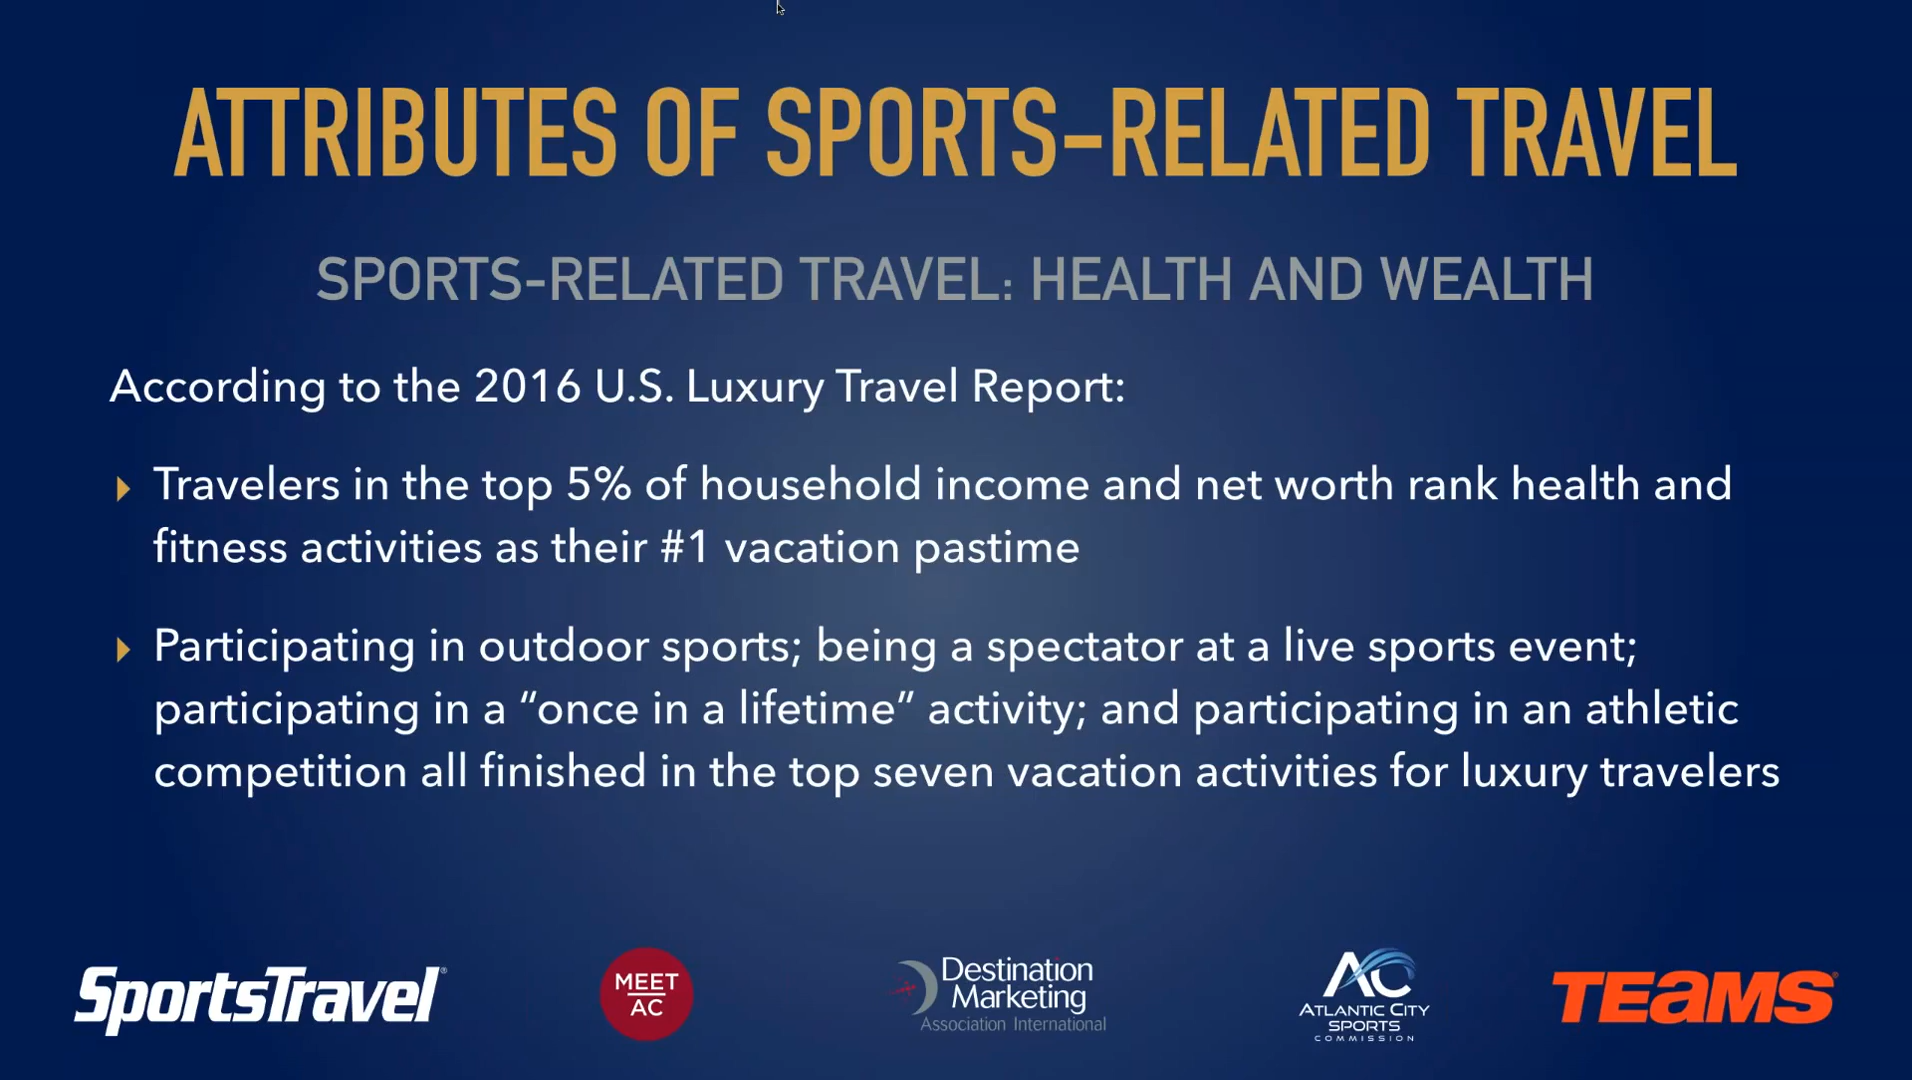 ATTRIBUTES OF SPORTS-RELATED TRAVEL
SPORTS-RELATED TRAVEL: HEALTH AND WEALTH
According to the 2016 U.S. Luxury Travel Report:
Travelers in the top 5% of household income and net worth rank health and
fitness activities as their #1 vacation pastime
Participating in outdoor sports; being a spectator at a live sports event;
participating in a “once in a lifetime” activity; and participating in an athletic
competition all finished in the top seven vacation activities for luxury travelers
SportsTravel®
MEET
AC
Destination
Marketing
Association International
AC
ATLANTIC CITY
SPORTS
COMMISSION
TEAMS®